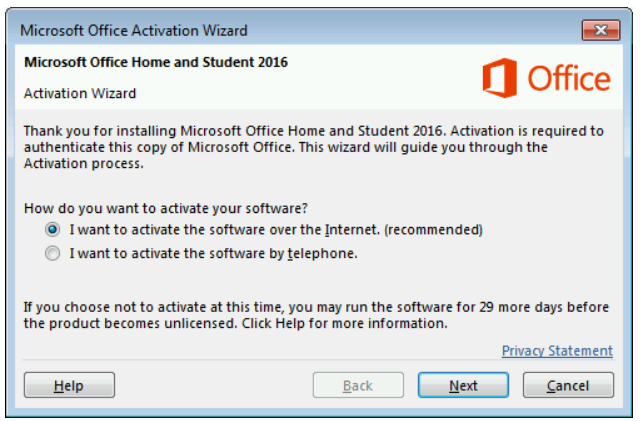 Microsoft Office Activation Wizard
Microsoft Office Home and Student 2016
Office
Activation Wizard
Thank you for installing Microsoft Office Home and Student 2016. Activation is required to
authenticate this copy of Microsoft Office. This wizard will guide you through the
Activation process.
How do you want to activate your software?
I want to activate the software over the Internet. (recommended)
I want to activate the software by telephone.
If you choose not to activate at this time, you may run the software for 29 more days before
the product becomes unlicensed. Click Help for more information.
Privacy Statement
Help Back Next Cancel